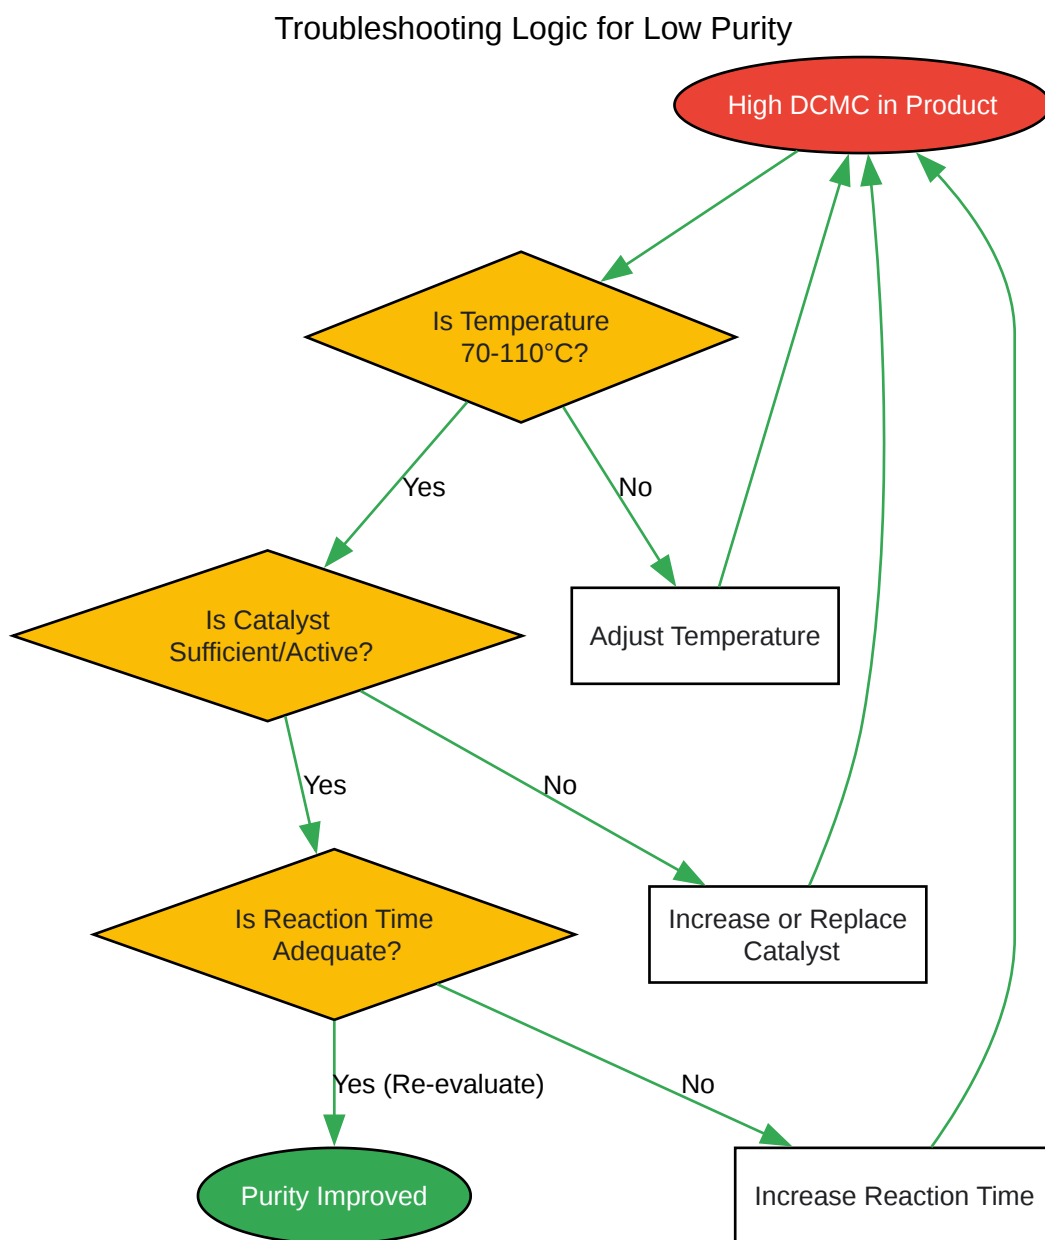 Troubleshooting Logic for Low Purity
High DCMC in Product
Is Temperature
70-110°C?
Yes
No
Is Catalyst
Sufficient/Active?
Adjust Temperature
Yes
No
Is Reaction Time
Adequate?
Increase or Replace
Catalyst
Yes (Re-evaluate)
No
Purity Improved
Increase Reaction Time